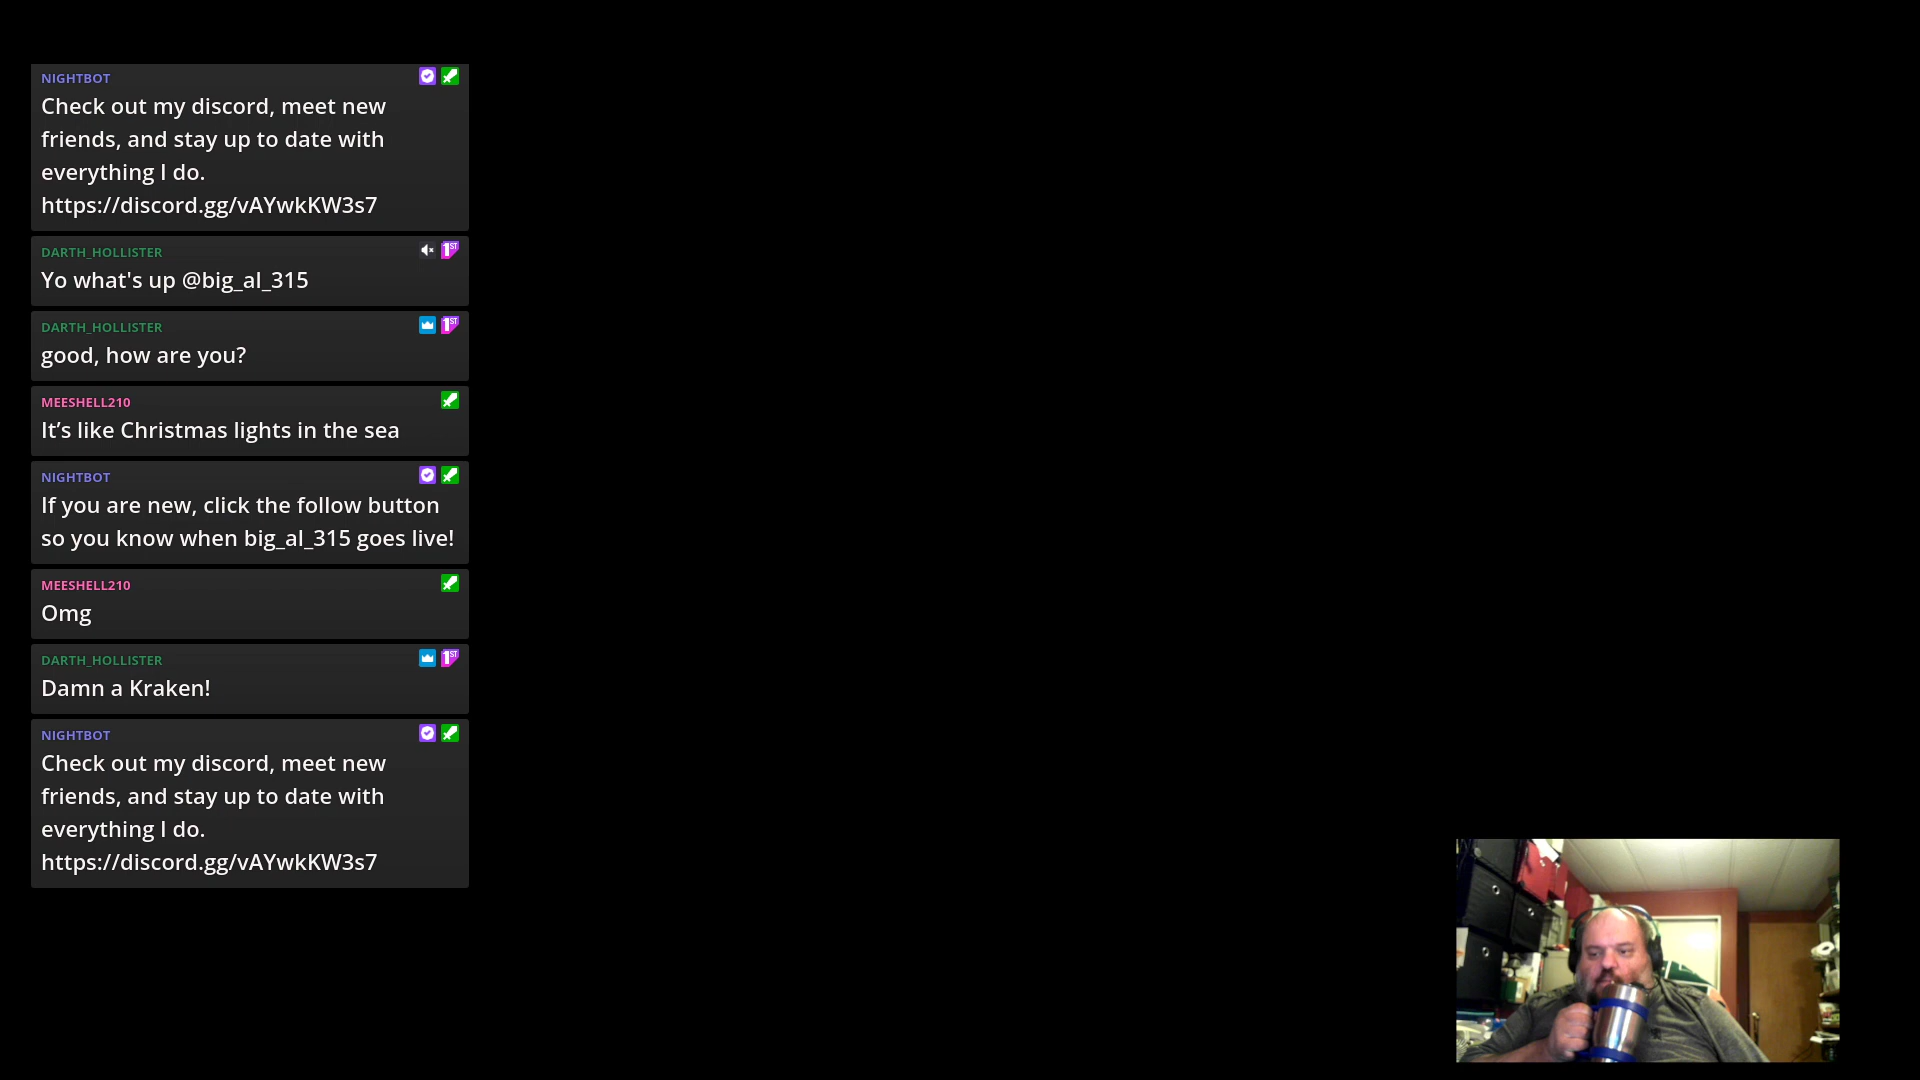 NIGHTBOT
Check out my discord, meet new
friends, and stay up to date with
everything I do.
https://discord.gg/vAYwkKW3s7
DARTH_HOLLISTER 1ST
Yo what's up @big_al_315
DARTH_HOLLISTER 1ST
good, how are you?
MEESHELL210
It’s like Christmas lights in the sea
NIGHTBOT
If you are new, click the follow button
so you know when big_al_315 goes live!
MEESHELL210
Omg
DARTH_HOLLISTER 1ST
Damn a Kraken!
NIGHTBOT
Check out my discord, meet new
friends, and stay up to date with
everything I do.
https://discord.gg/vAYwkKW3s7